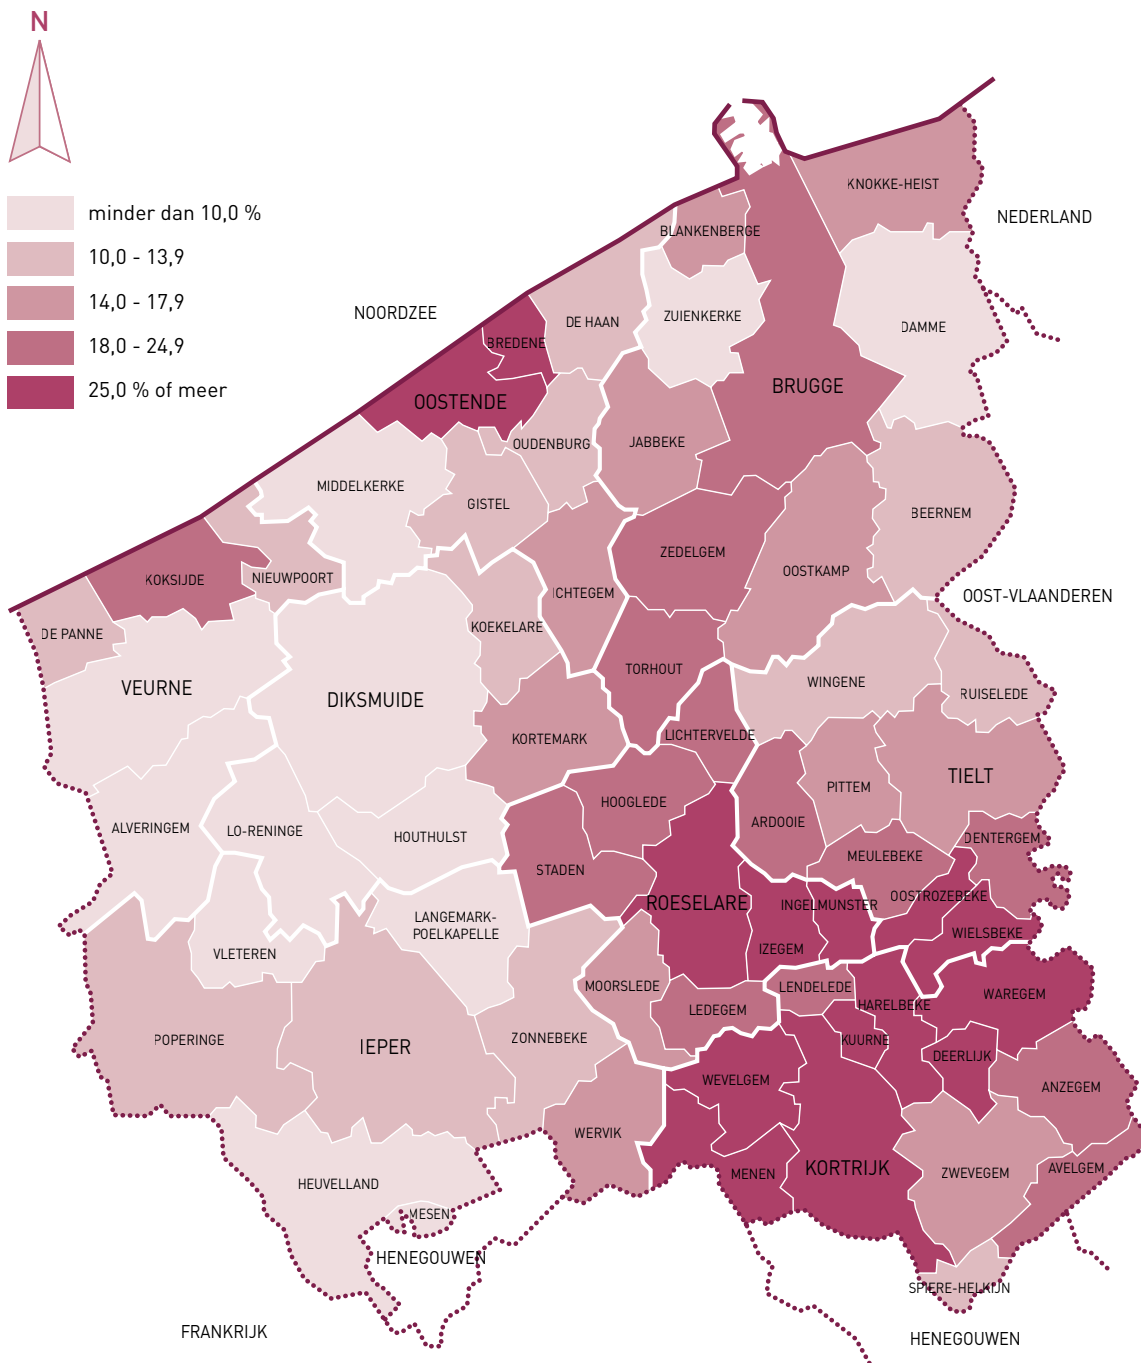 N
minder dan 10,0 %
10,0 - 13,9
14,0 - 17,9
18,0 - 24,9
25,0 % of meer
KNOKKE-HEIST
NEDERLAND
BLANKENBERGE
NOORDZEE
DE HAAN
ZUIENKERKE
DAMME
BREDENE
BRUGGE
OOSTENDE
OUDENBURG
JABBEKE
MIDDELKERKE
GISTEL
BEERNEM
ZEDELGEM
OOSTKAMP
KOKSIJDE
NIEUWPOORT
ICHTEGEM
OOST-VLAANDEREN
DE PANNE
KOEKELARE
TORHOUT
VEURNE
DIKSMUIDE
WINGENE
RUISELEDE
KORTEMARK
LICHTERVELDE
TIELT
PITTEM
HOOGLEDE
ARDOOIE
ALVERINGEM
LO-RENINGE
HOUTHULST
DENTERGEM
MEULEBEKE
STADEN
OOSTROZEBEKE
ROESELARE
INGELMUNSTER
LANGEMARK-
POELKAPELLE
WIELSBEKE
IZEGEM
VLETEREN
MOORSLEDE
LENDELEDE
WAREGEM
HARELBEKE
LEDEGEM
POPERINGE
IEPER
ZONNEBEKE
KUURNE
DEERLIJK
WEVELGEM
ANZEGEM
WERVIK
KORTRIJK
AVELGEM
MENEN
ZWEVEGEM
HEUVELLAND
MESEN
HENEGOUWEN
SPIERE-HELKIJN
FRANKRIJK
HENEGOUWEN